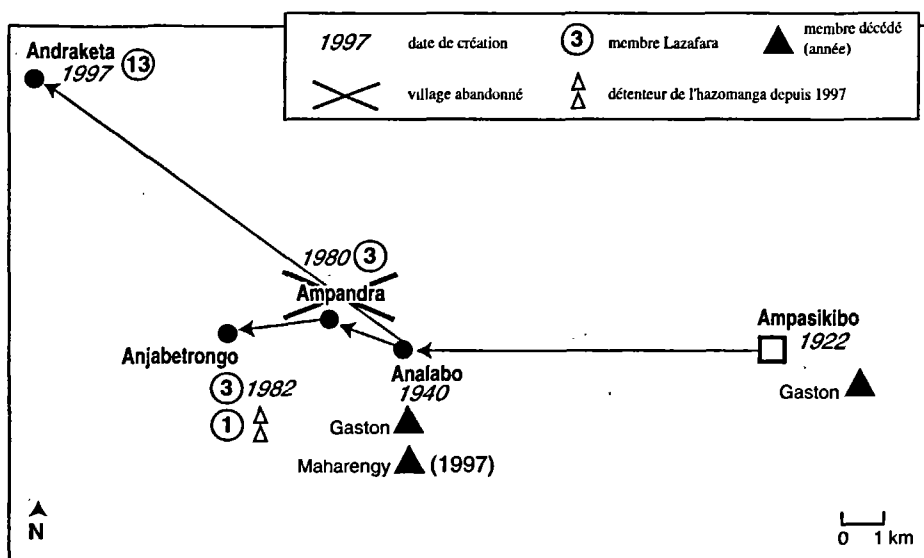 1997 date de création
3 membre Lazafara
membre décédé
(année)
village abandonné
détenteur de l'hazomanga depuis 1997
Andraketa
1997 13
1980 3
Ampandra
Anjabetrongo
3 1982
1
Analabo
1940
Gaston
Maharengy (1997)
Ampasikibo
1922
Gaston
N
0 1 km